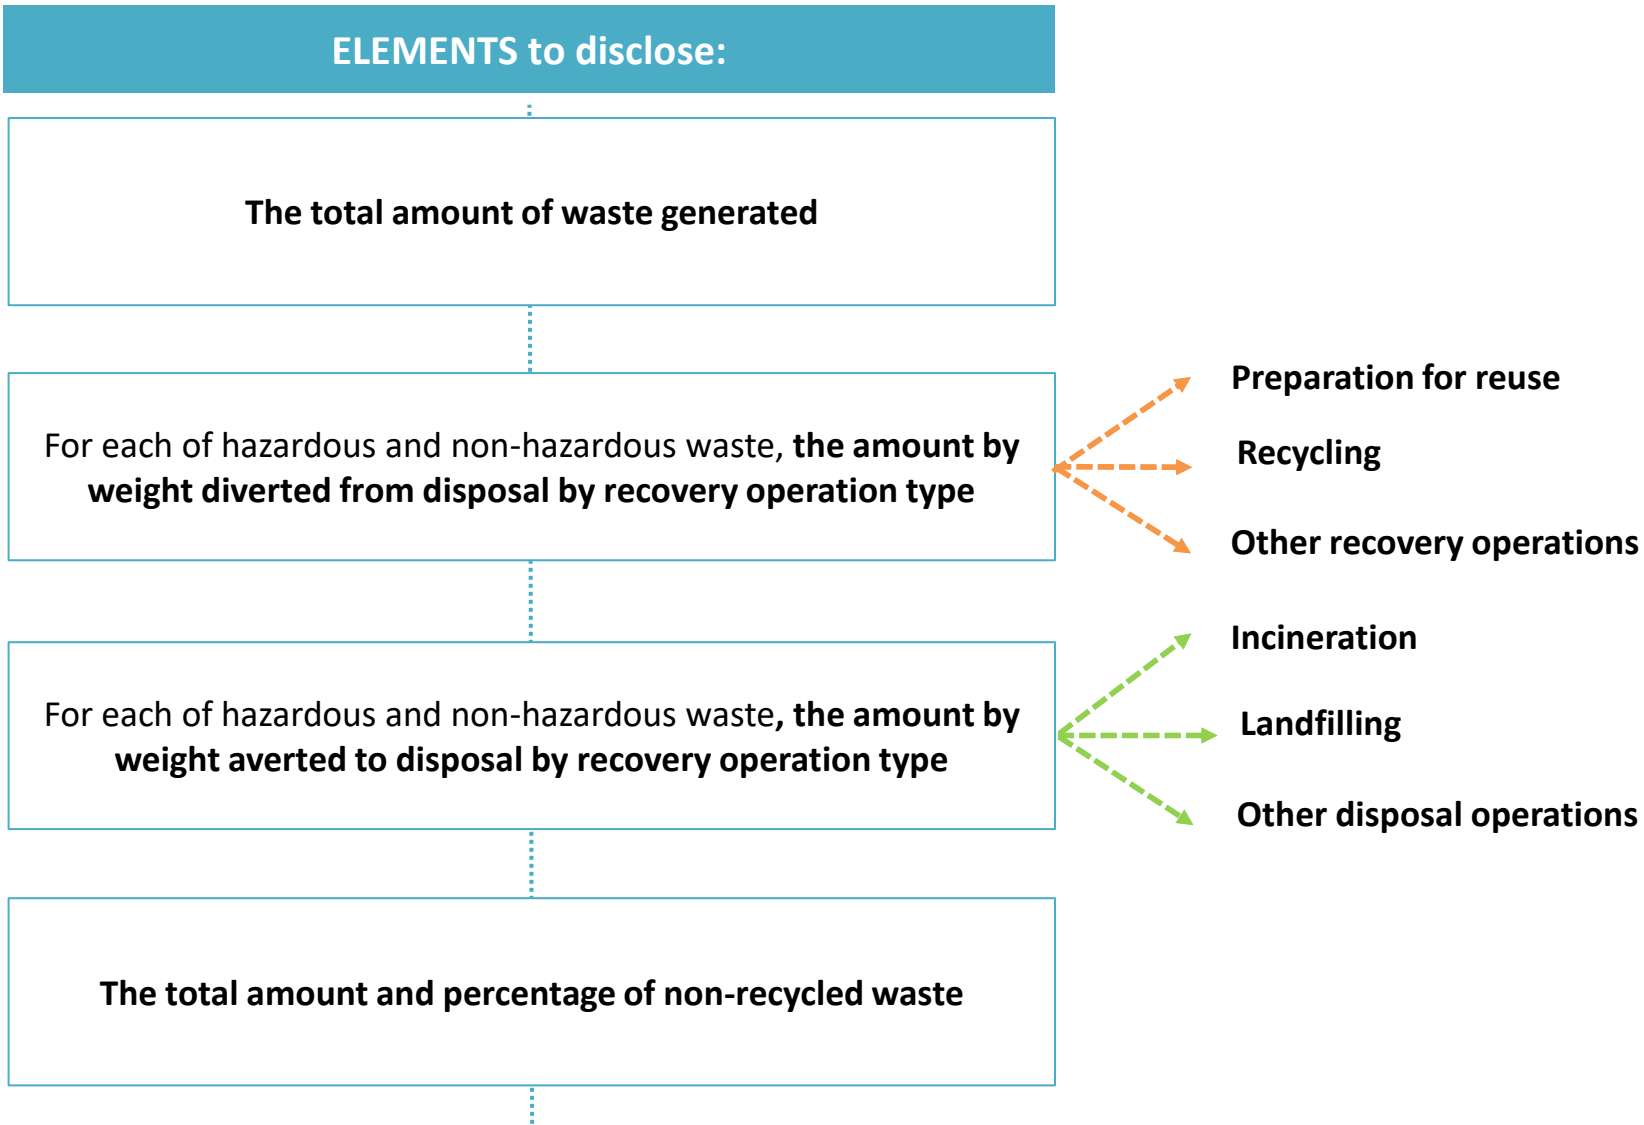 ELEMENTS to disclose:
The total amount of waste generated
For each of hazardous and non-hazardous waste, the amount by
weight diverted from disposal by recovery operation type
Preparation for reuse
Recycling
Other recovery operations
For each of hazardous and non-hazardous waste, the amount by
weight averted to disposal by recovery operation type
Incineration
Landfilling
Other disposal operations
The total amount and percentage of non-recycled waste